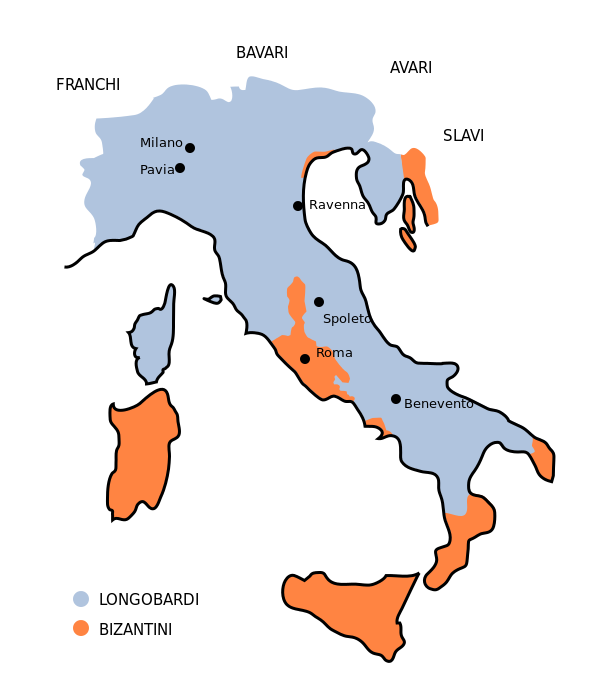 BAVARI
AVARI
FRANCHI
SLAVI
Milano
Pavia
Ravenna
Spoleto
Roma
Benevento
LONGOBARDI
BIZANTINI